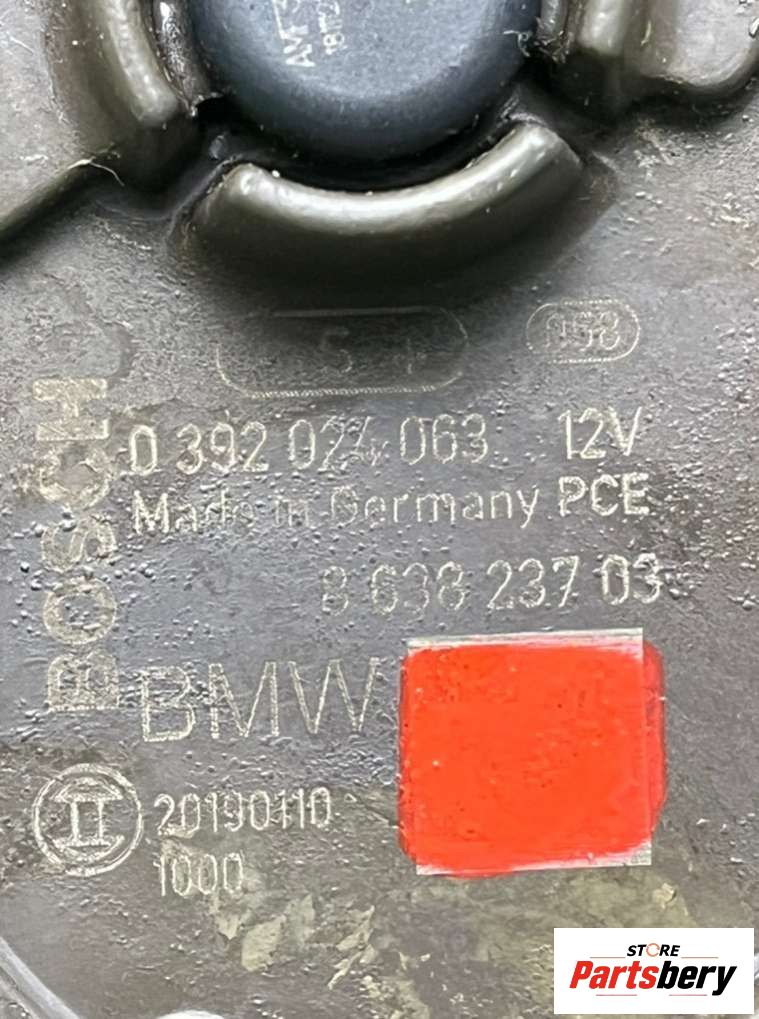 5 +
BOSCH
0 392 024 063 12V
Made in Germany PCE
8 638 237 03
BMW
20190110
1000
STORE
Partsbery